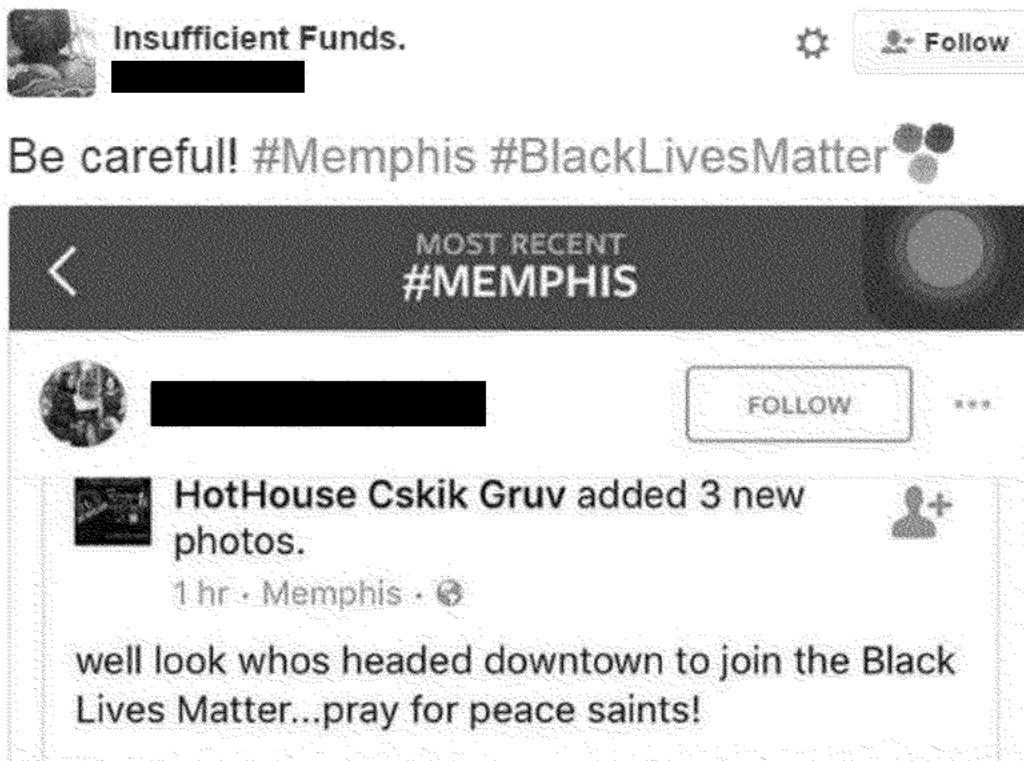 Insufficient Funds.
Follow
Be careful! #Memphis #BlackLivesMatter
MOST RECENT
#MEMPHIS
FOLLOW
HotHouse Cskik Gruv added 3 new
photos.
1 hr · Memphis ·
well look whos headed downtown to join the Black
Lives Matter...pray for peace saints!